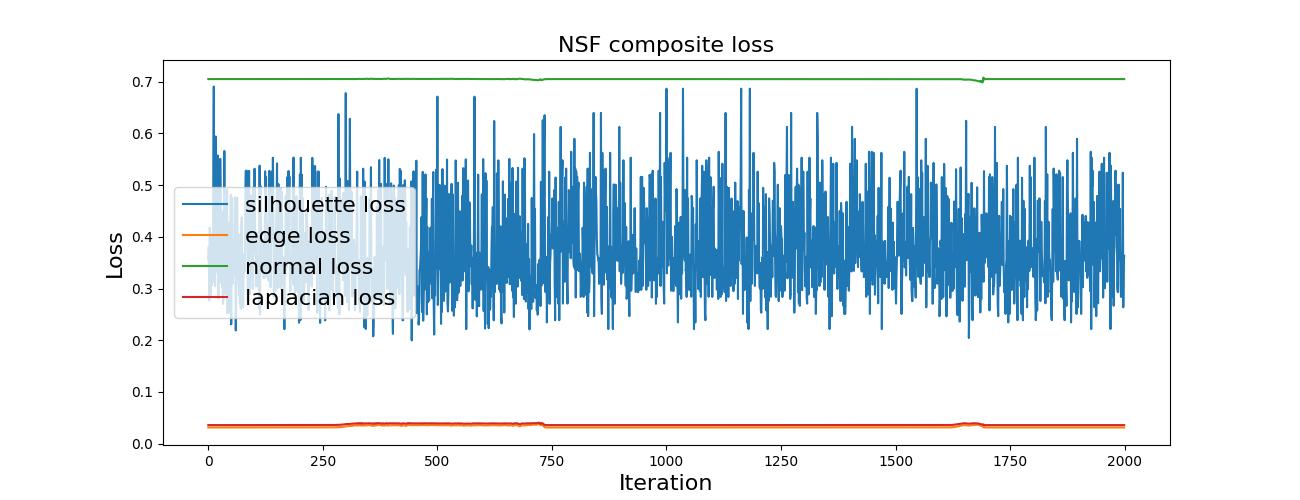 NSF composite loss
Loss
0.7
0.6
0.5
0.4
0.3
0.2
0.1
0.0
silhouette loss
edge loss
normal loss
laplacian loss
0 250 500 750 1000 1250 1500 1750 2000
Iteration